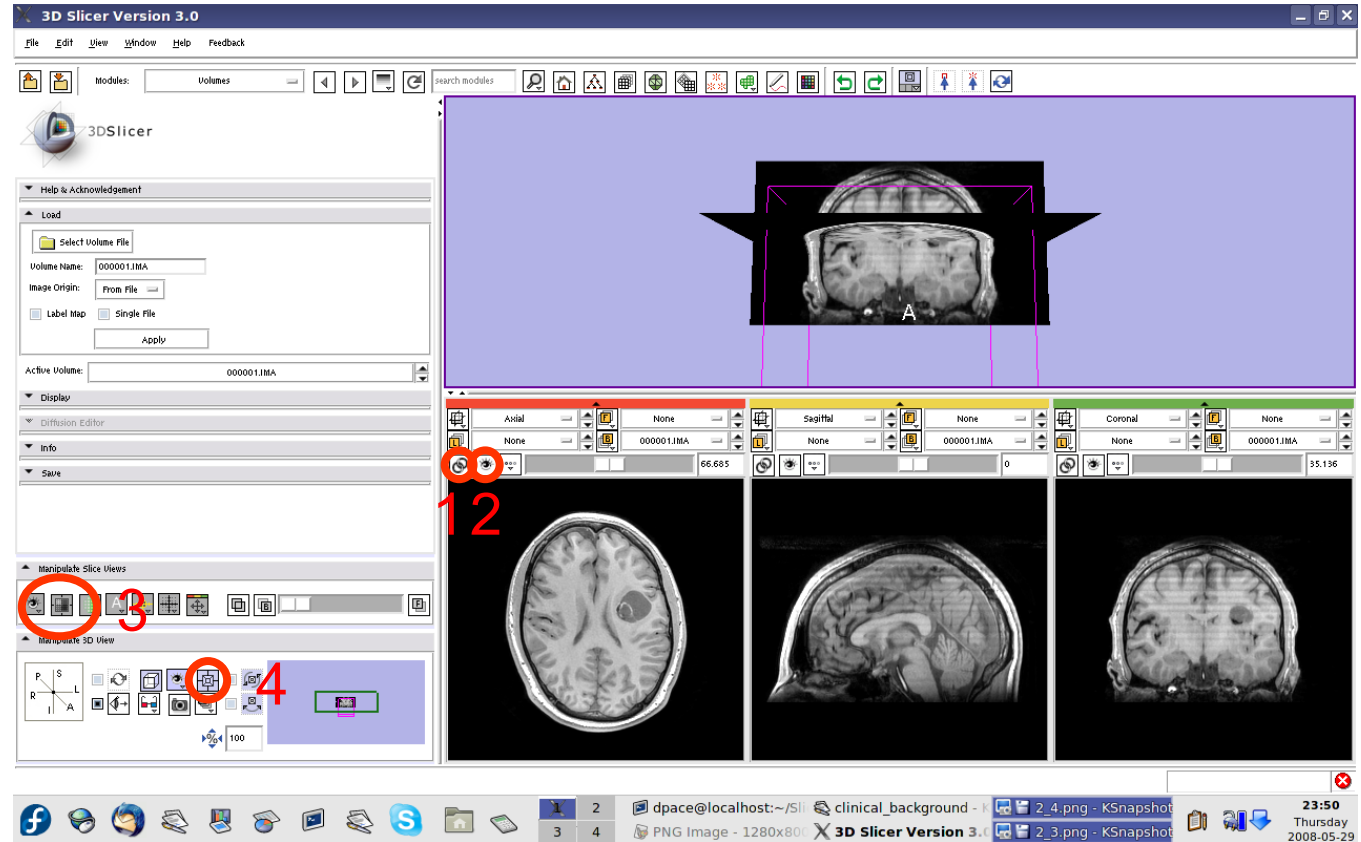 3D Slicer Version 3.0
File Edit View Window Help Feedback
Modules: Volumes search modules
3DSlicer
Help & Acknowledgement
Load
Select Volume File
Volume Name: 000001.IMA
Image Origin: From File
Label Map Single File
Apply
Active Volume: 000001.IMA
Display
Diffusion Editor
Info
Save
A
Axial F None
L None B 000001.IMA
66.685
Sagittal F None
L None B 000001.IMA
0
Coronal F None
L None B 000001.IMA
35.136
1 2
Manipulate Slice Views
A B F
3
Manipulate 3D View
P S
R L
I A
4
% 100
1 2
3 4
dpace@localhost:~/Sli
clinical_background - K
2_4.png - KSnapshot
PNG Image - 1280x800
3D Slicer Version 3.0
2_3.png - KSnapshot
23:50
Thursday
2008-05-29